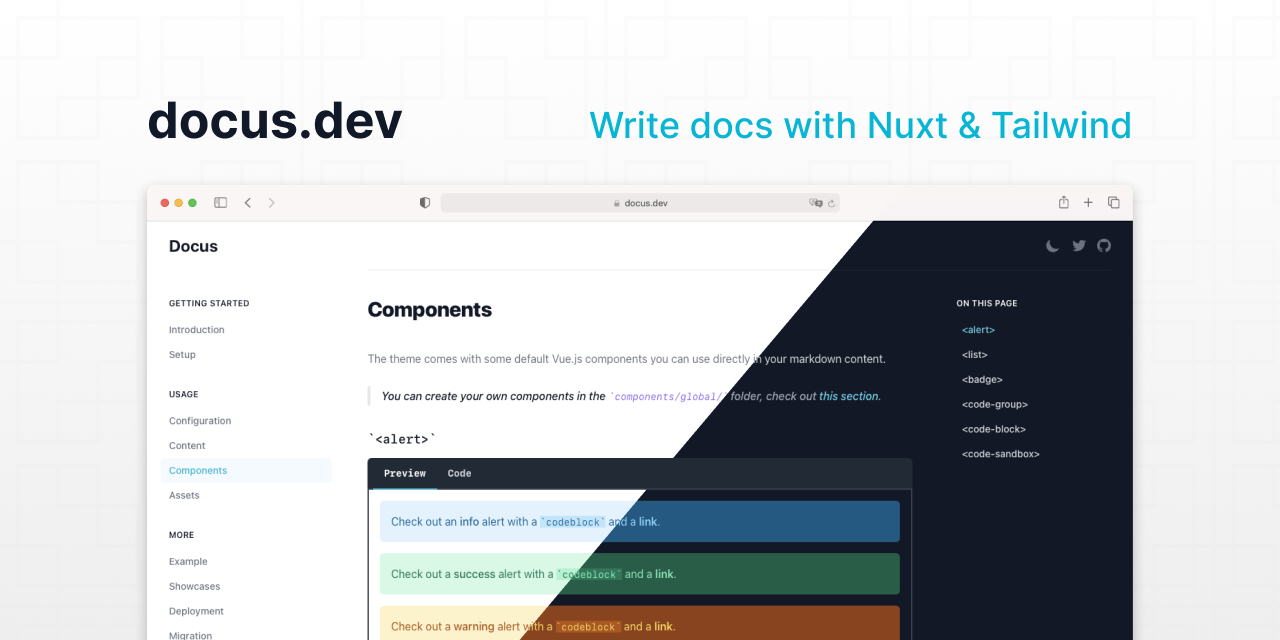 docus.dev
Write docs with Nuxt & Tailwind
docus.dev
Docus
GETTING STARTED
Introduction
Setup
USAGE
Configuration
Content
Components
Assets
MORE
Example
Showcases
Deployment
Migration
Components
The theme comes with some default Vue.js components you can use directly in your markdown content.
You can create your own components in the `components/global/` folder, check out this section.
`<alert>`
Preview Code
Check out an info alert with a `codeblock` and a link.
Check out a success alert with a `codeblock` and a link.
Check out a warning alert with a `codeblock` and a link.
ON THIS PAGE
<alert>
<list>
<badge>
<code-group>
<code-block>
<code-sandbox>